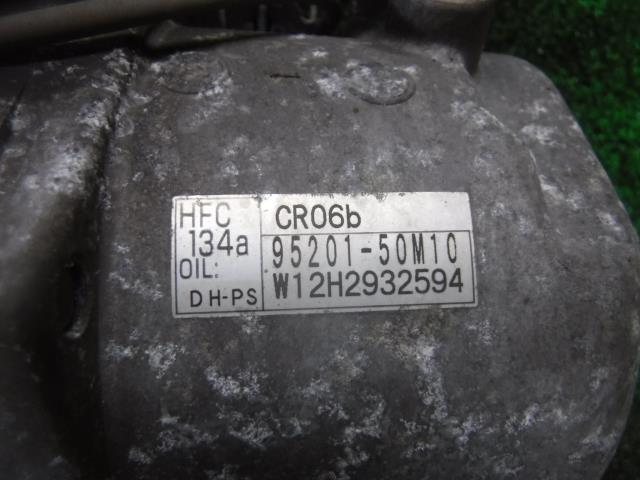 HFC
134a
OIL:
DH-PS
CR06b
95201-50M10
W12H2932594